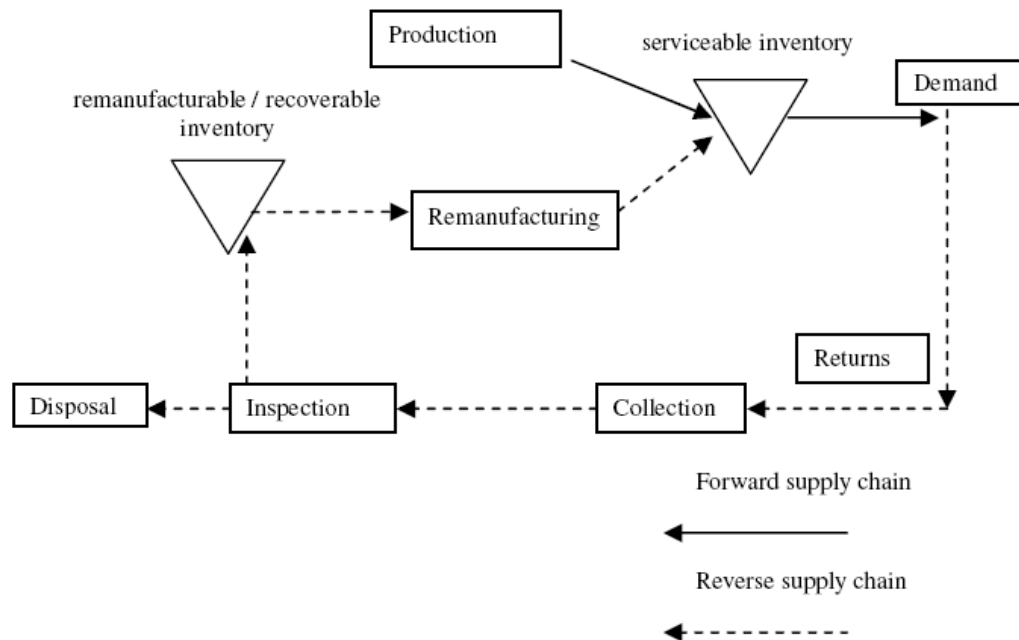 Production
serviceable inventory
Demand
remanufacturable / recoverable
inventory
Remanufacturing
Returns
Disposal
Inspection
Collection
Forward supply chain
Reverse supply chain